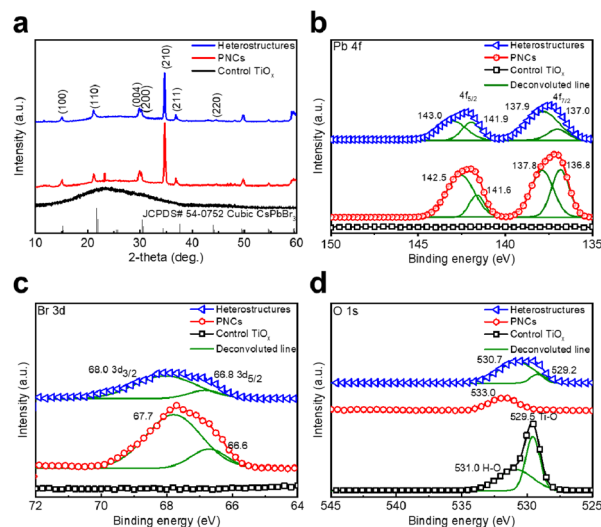 a
Heterostructures
PNCs
Control TiOx
(100)
(110)
(004)
(200)
(210)
(211)
(220)
JCPDS# 54-0752 Cubic CsPbBr3
Intensity (a.u.)
10 20 30 40 50 60
2-theta (deg.)
b
Pb 4f
Heterostructures
PNCs
Control TiOx
Deconvoluted line
4f5/2
4f7/2
143.0
141.9
137.9
137.0
142.5
141.6
137.8
136.8
Intensity (a.u.)
150 145 140 135
Binding energy (eV)
c
Br 3d
Heterostructures
PNCs
Control TiOx
Deconvoluted line
68.0 3d3/2
66.8 3d5/2
67.7
66.6
Intensity (a.u.)
72 70 68 66 64
Binding energy (eV)
d
O 1s
Heterostructures
PNCs
Control TiOx
Deconvoluted line
530.7
529.2
533.0
529.5 Ti-O
531.0 H-O
Intensity (a.u.)
545 540 535 530 525
Binding energy (eV)